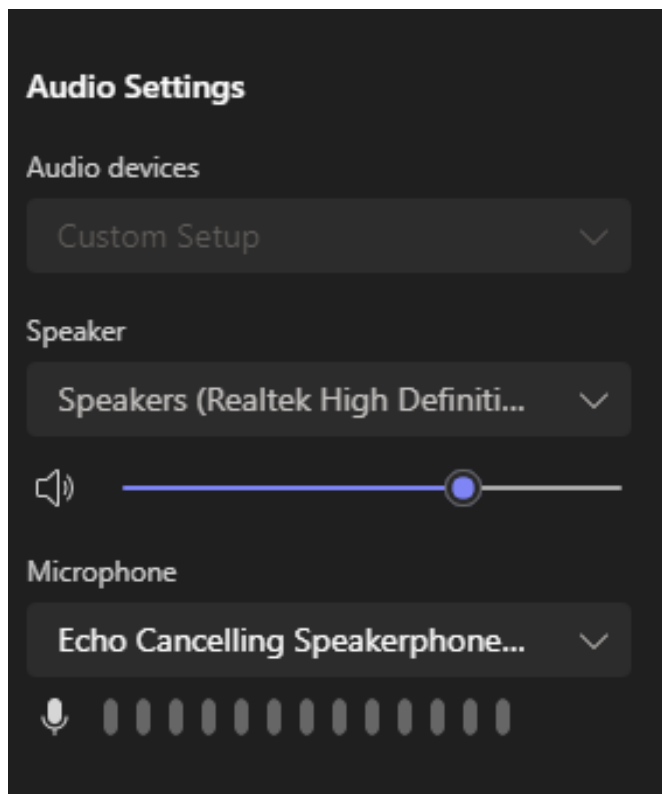 Audio Settings
Audio devices
Custom Setup
Speaker
Speakers (Realtek High Definiti...
Microphone
Echo Cancelling Speakerphone...